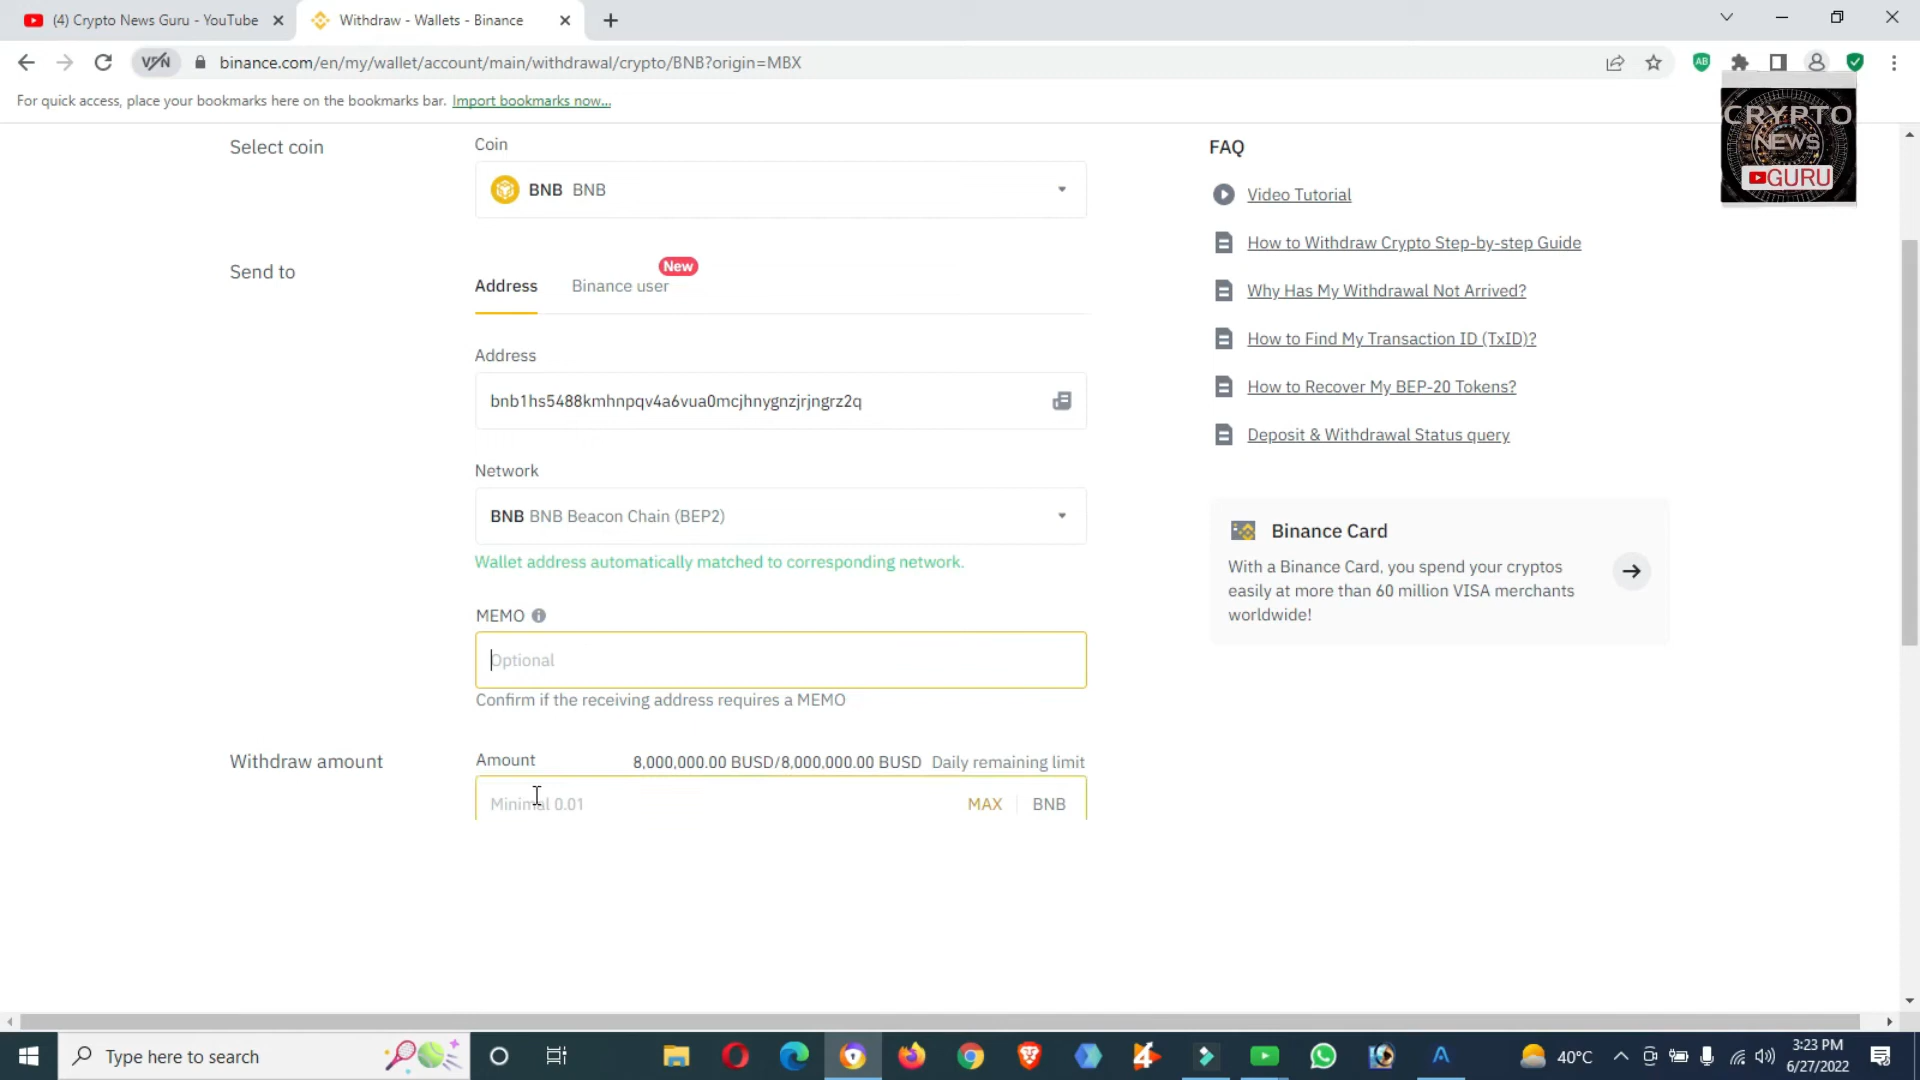 (4) Crypto News Guru - YouTube
Withdraw - Wallets - Binance
VPN
binance.com/en/my/wallet/account/main/withdrawal/crypto/BNB?origin=MBX
For quick access, place your bookmarks here on the bookmarks bar. Import bookmarks now...
CRYPTO
NEWS
GURU
Select coin
Coin
BNB BNB
Send to
Address
Binance user
New
Address
bnb1hs5488kmhnpqv4a6vua0mcjhnygnzjrjngrz2q
Network
BNB BNB Beacon Chain (BEP2)
Wallet address automatically matched to corresponding network.
MEMO
Optional
Confirm if the receiving address requires a MEMO
Withdraw amount
Amount
8,000,000.00 BUSD/8,000,000.00 BUSD Daily remaining limit
Minimal 0.01
MAX
BNB
FAQ
Video Tutorial
How to Withdraw Crypto Step-by-step Guide
Why Has My Withdrawal Not Arrived?
How to Find My Transaction ID (TxID)?
How to Recover My BEP-20 Tokens?
Deposit & Withdrawal Status query
Binance Card
With a Binance Card, you spend your cryptos
easily at more than 60 million VISA merchants
worldwide!
Type here to search
40°C
3:23 PM
6/27/2022